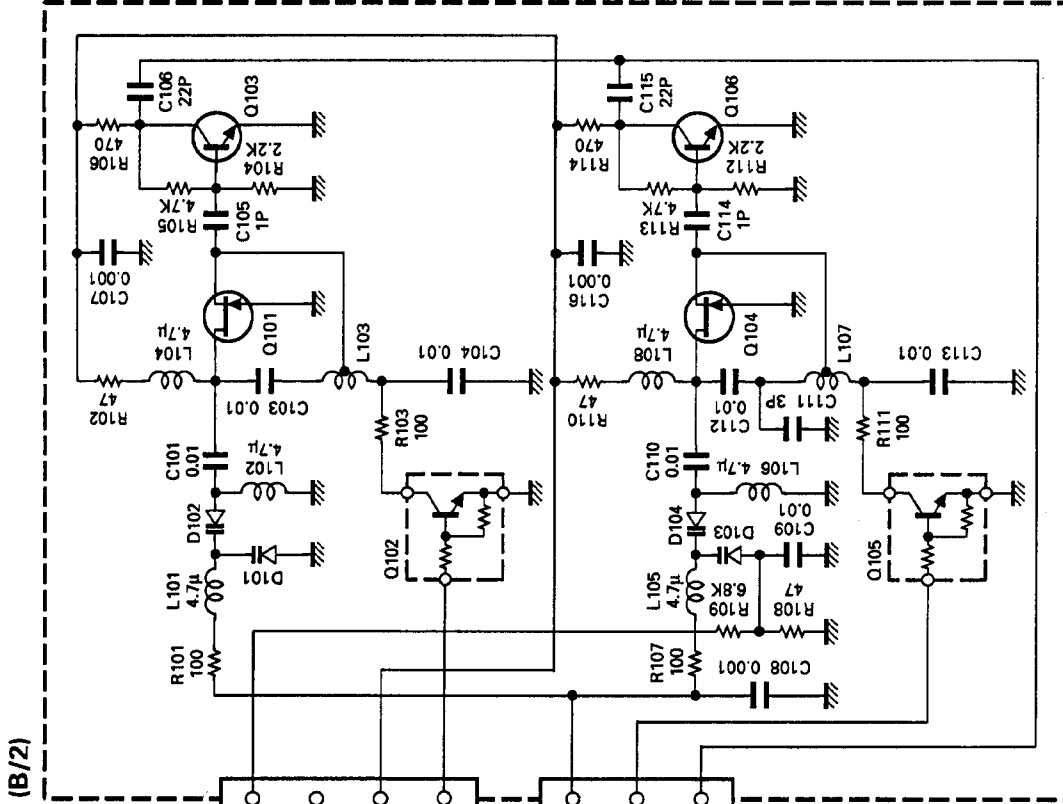 (B/2)
C106
22P
Q103
470
R106
2.2K
R104
4.7K
R105
C105
1P
0.001
C107
4.7μ
L104
Q101
L103
47
R102
0.01
C103
C104 0.01
R103
100
C101
0.01
4.7μ
L102
D102
D101
L101
4.7μ
Q102
R101
100
C115
22P
Q106
470
R114
2.2K
R112
4.7K
R113
C114
1P
0.001
C116
4.7μ
L108
Q104
L107
47
R110
0.01
C112
3P
C111
C113 0.01
R111
100
C110
0.01
4.7μ
L106
D104
D103
0.01
C109
L105
4.7μ
6.8K
R109
47
R108
Q105
R107
100
C108 0.001